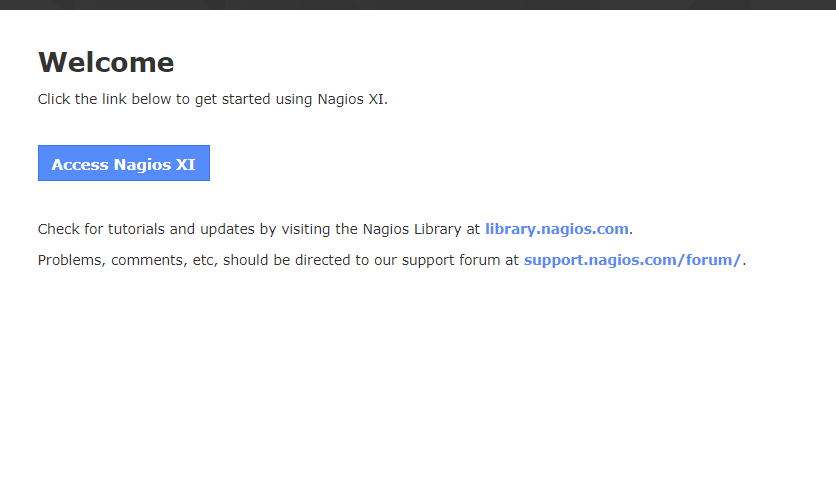 Welcome
Click the link below to get started using Nagios XI.
Access Nagios XI
Check for tutorials and updates by visiting the Nagios Library at library.nagios.com.
Problems, comments, etc, should be directed to our support forum at support.nagios.com/forum/.